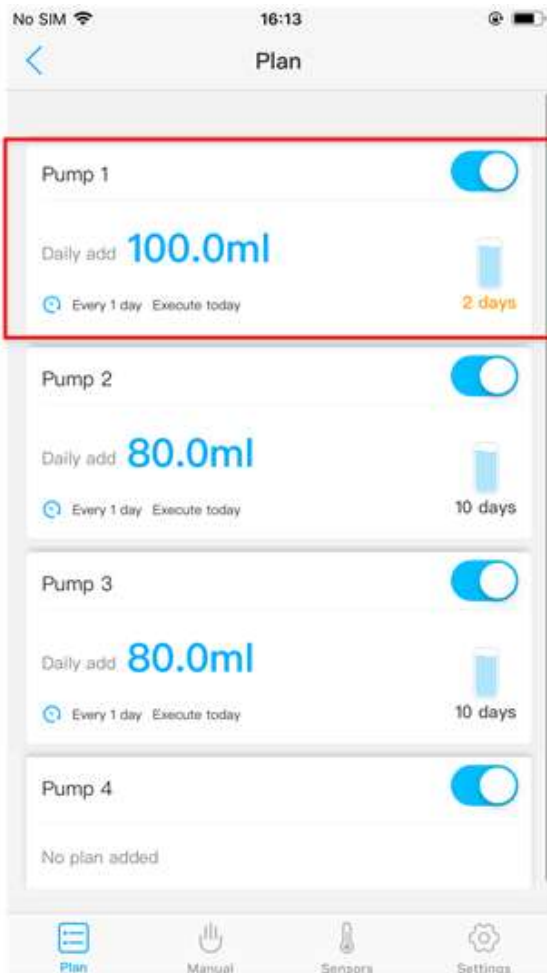 No SIM 16:13
Plan
Pump 1
Daily add 100.0ml
Every 1 day Execute today
2 days
Pump 2
Daily add 80.0ml
Every 1 day Execute today
10 days
Pump 3
Daily add 80.0ml
Every 1 day Execute today
10 days
Pump 4
No plan added
Plan Manual Sensors Settings